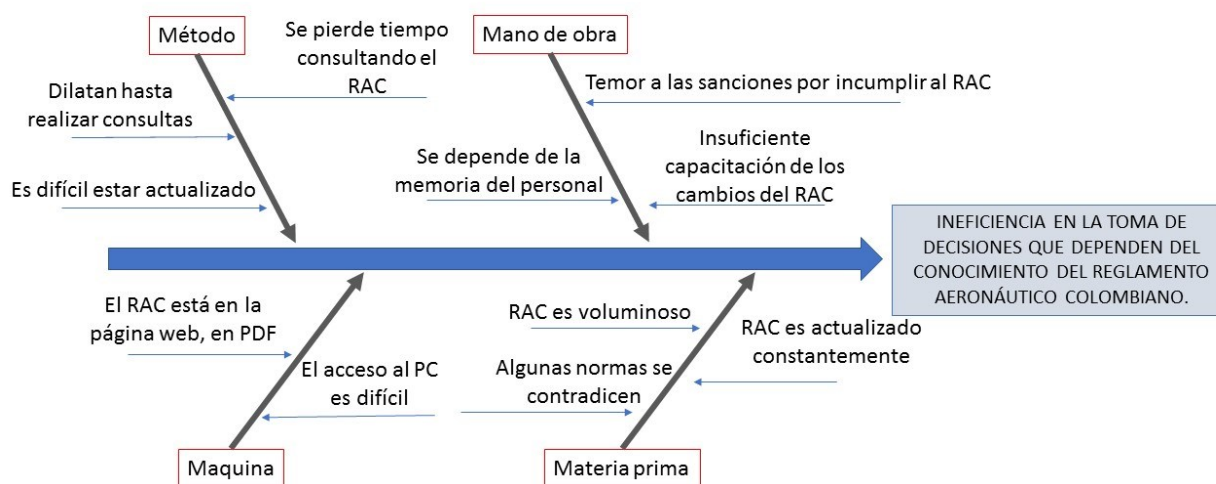 Método
Se pierde tiempo
consultando el
RAC
Dilatan hasta
realizar consultas
Es difícil estar actualizado
Mano de obra
Temor a las sanciones por incumplir al RAC
Se depende de la
memoria del personal
Insuficiente
capacitación de los
cambios del RAC
INEFICIENCIA EN LA TOMA DE
DECISIONES QUE DEPENDEN DEL
CONOCIMIENTO DEL REGLAMENTO
AERONÁUTICO COLOMBIANO.
El RAC está en la
página web, en PDF
El acceso al PC
es difícil
Maquina
RAC es voluminoso
RAC es actualizado
constantemente
Algunas normas se
contradicen
Materia prima